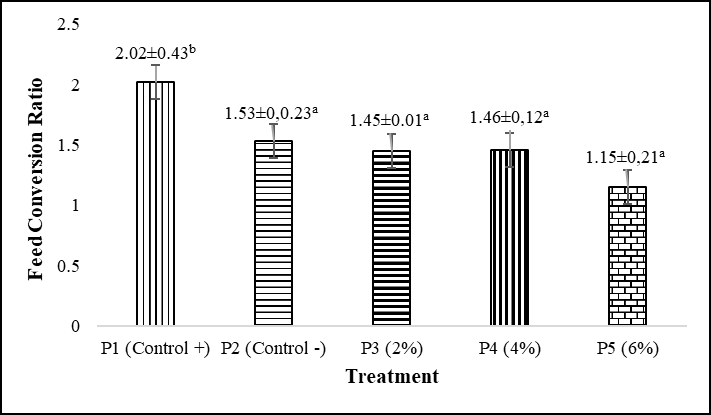 Feed Conversion Ratio
2.5
2
1.5
1
0.5
0
2.02±0.43ᵇ
1.53±0,0.23ᵃ
1.45±0.01ᵃ
1.46±0,12ᵃ
1.15±0,21ᵃ
P1 (Control +) P2 (Control -) P3 (2%) P4 (4%) P5 (6%)
Treatment